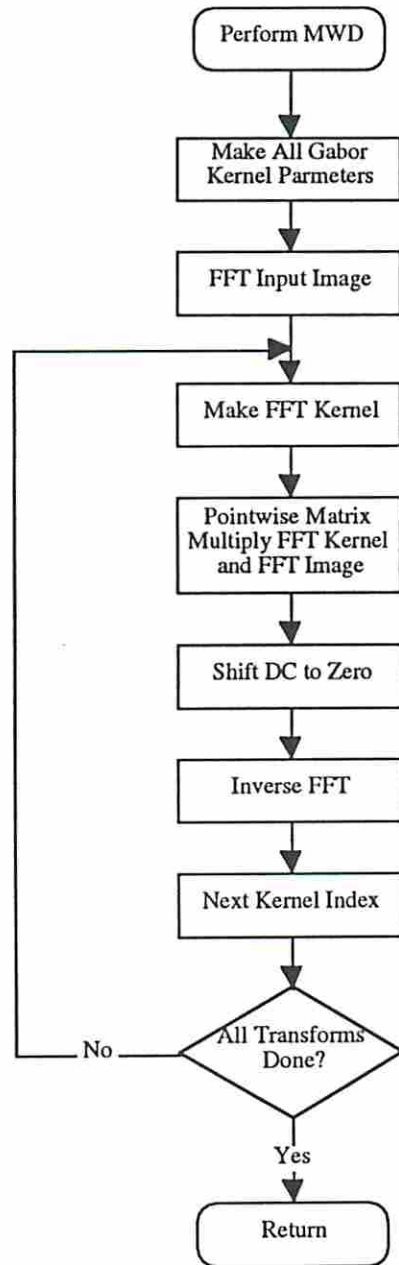 Perform MWD
Make All Gabor
Kernel Parmeters
FFT Input Image
Make FFT Kernel
Pointwise Matrix
Multiply FFT Kernel
and FFT Image
Shift DC to Zero
Inverse FFT
Next Kernel Index
All Transforms
Done?
No
Yes
Return